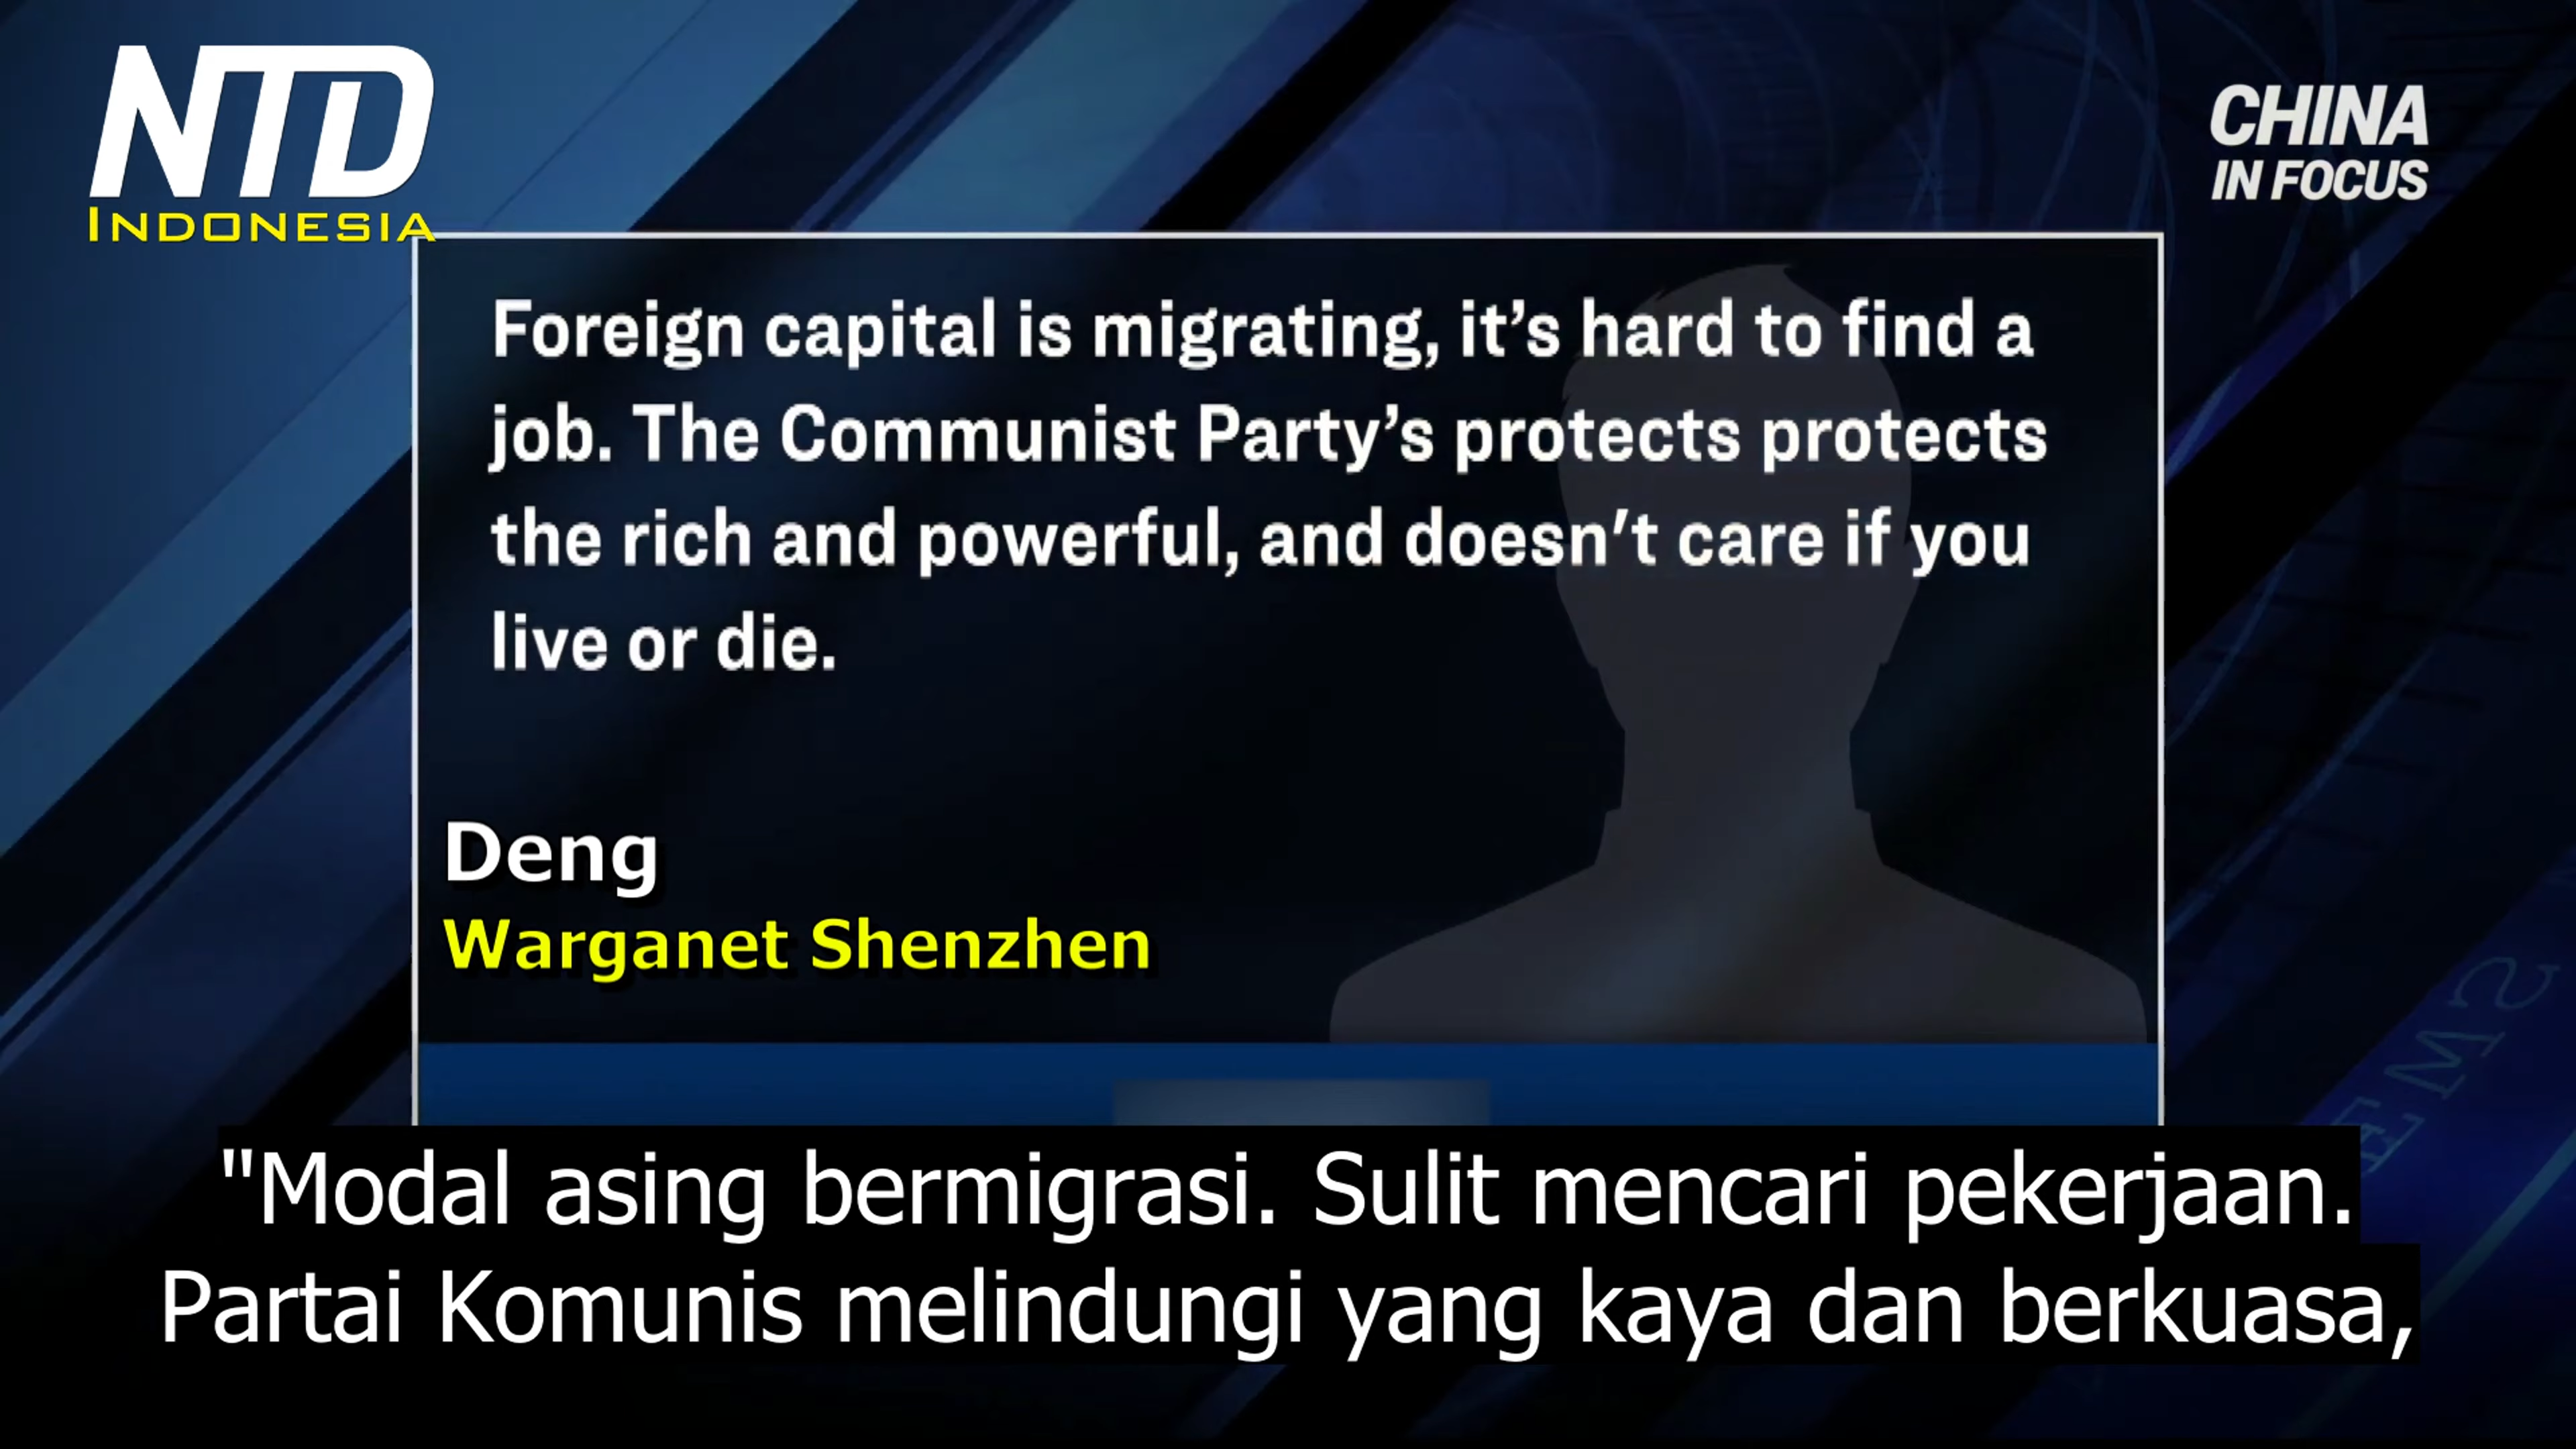 NTD
INDONESIA
CHINA
IN FOCUS
Foreign capital is migrating, it’s hard to find a
job. The Communist Party’s protects protects
the rich and powerful, and doesn't care if you
live or die.
Deng
Warganet Shenzhen
"Modal asing bermigrasi. Sulit mencari pekerjaan.
Partai Komunis melindungi yang kaya dan berkuasa,